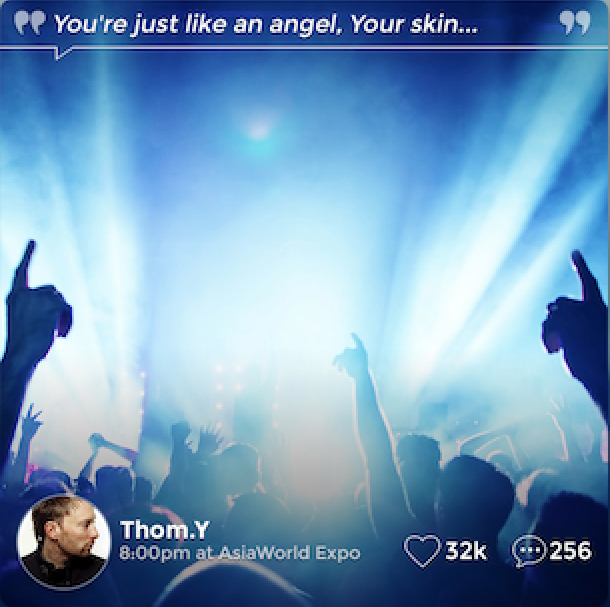 ❞ You're just like an angel, Your skin... ❞
Thom.Y
8:00pm at AsiaWorld Expo
32k 256